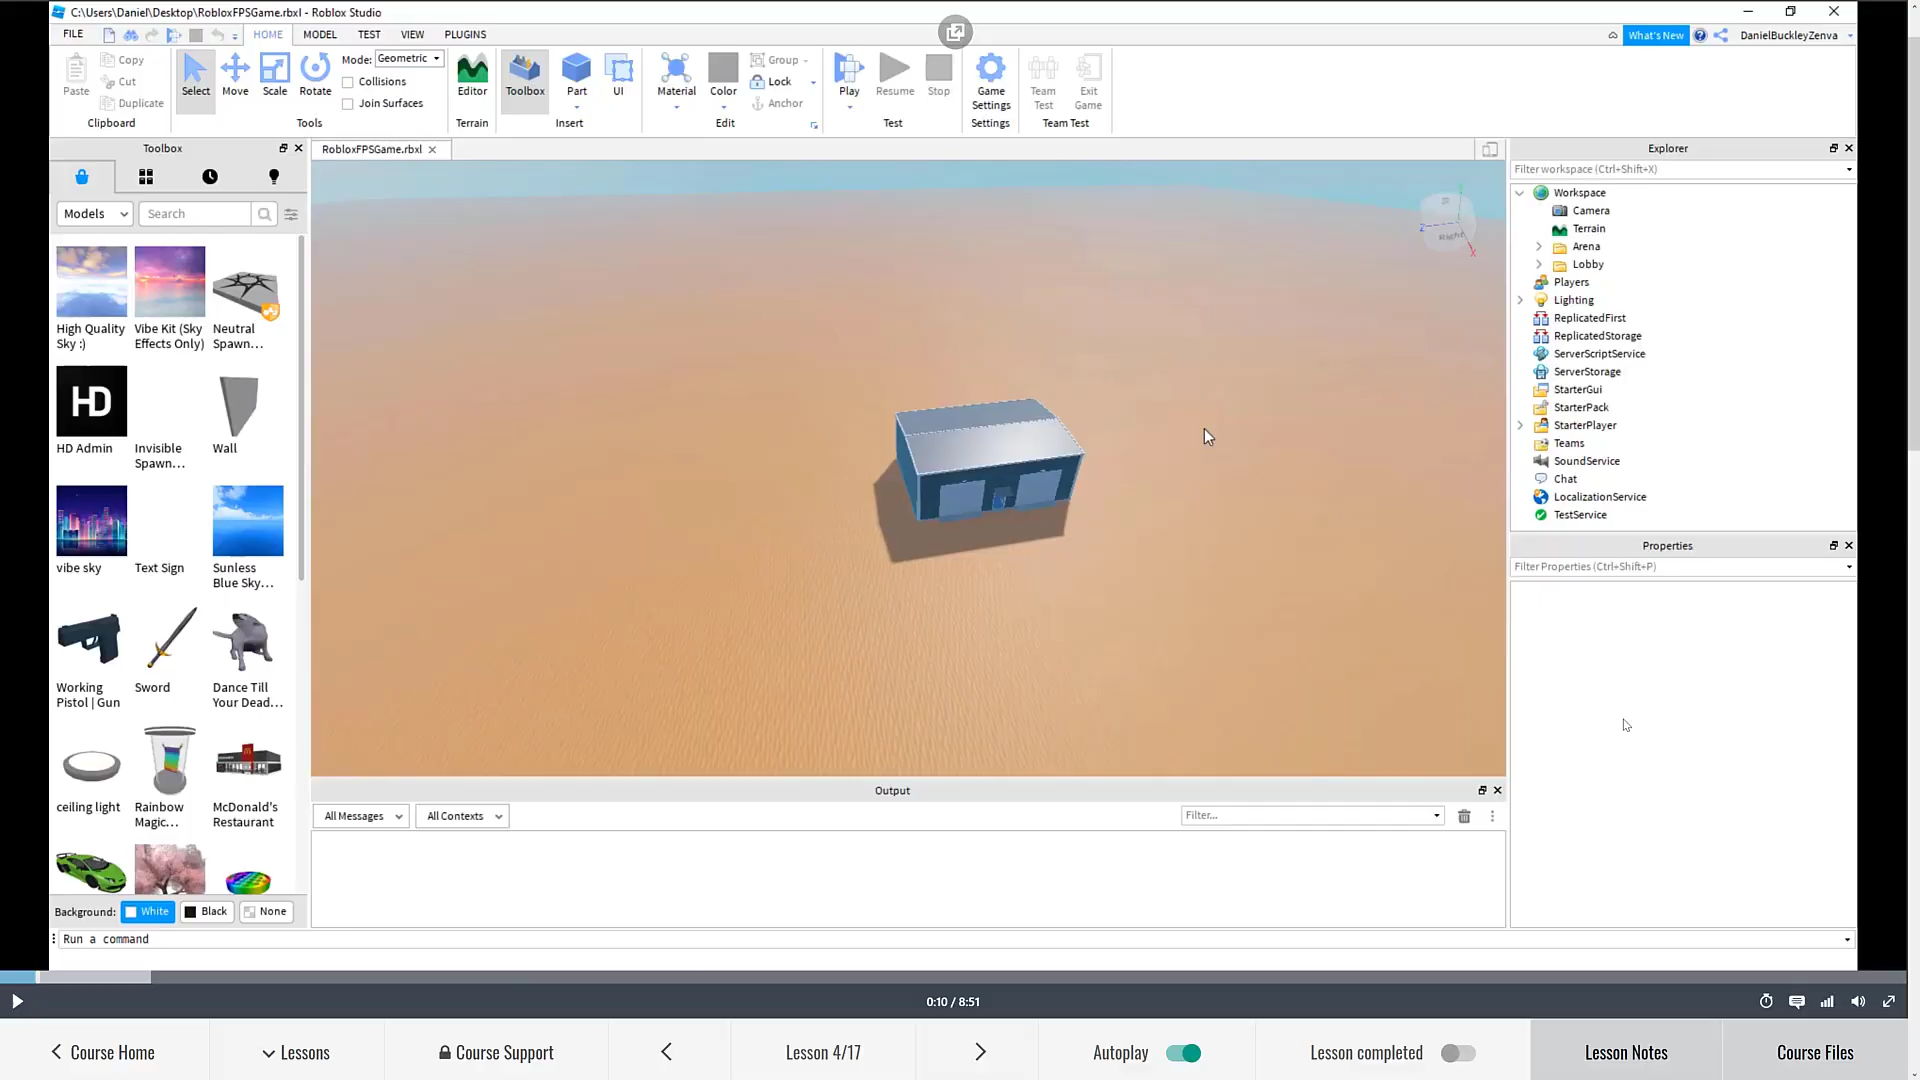 C:\Users\Daniel\Desktop\RobloxFPSGame.rbxl - Roblox Studio
FILE
HOME
MODEL
TEST
VIEW
PLUGINS
What's New
DanielBuckleyZenva
Paste
Copy
Cut
Duplicate
Clipboard
Select
Move
Scale
Rotate
Mode: Geometric
Collisions
Join Surfaces
Tools
Editor
Terrain
Toolbox
Part
UI
Insert
Material
Color
Group
Lock
Anchor
Edit
Play
Resume
Stop
Test
Game
Settings
Settings
Team
Test
Exit
Game
Team Test
Toolbox
Models
Search
High Quality
Sky :)
Vibe Kit (Sky
Effects Only)
Neutral
Spawn...
HD
HD Admin
Invisible
Spawn...
Wall
vibe sky
Text Sign
Sunless
Blue Sky...
Working
Pistol | Gun
Sword
Dance Till
Your Dead...
ceiling light
Rainbow
Magic...
McDonald's
Restaurant
Background:
White
Black
None
Run a command
RobloxFPSGame.rbxl
Right
Z
X
Output
All Messages
All Contexts
Filter...
Explorer
Filter workspace (Ctrl+Shift+X)
Workspace
Camera
Terrain
Arena
Lobby
Players
Lighting
ReplicatedFirst
ReplicatedStorage
ServerScriptService
ServerStorage
StarterGui
StarterPack
StarterPlayer
Teams
SoundService
Chat
LocalizationService
TestService
Properties
Filter Properties (Ctrl+Shift+P)
0:10 / 8:51
Course Home
Lessons
Course Support
Lesson 4/17
Autoplay
Lesson completed
Lesson Notes
Course Files